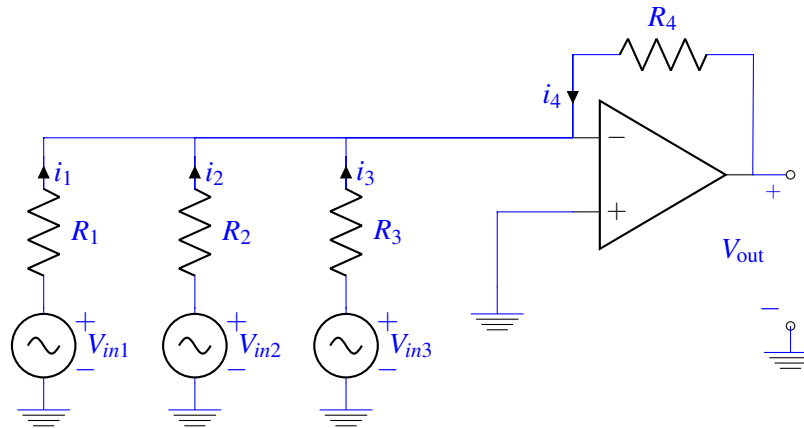 R4
i4
−
i1 i2 i3
+
+
R1 R2 R3
Vout
+ + +
−
Vin1 Vin2 Vin3
− − −